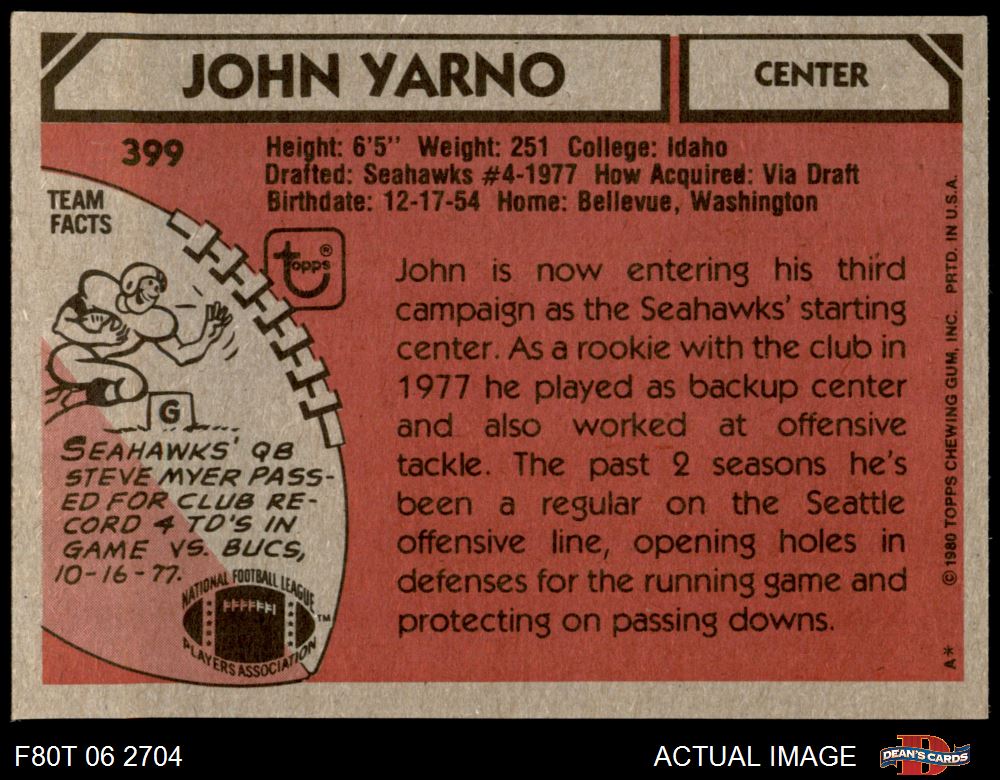 JOHN YARNO
CENTER
399
Height: 6'5" Weight: 251 College: Idaho
Drafted: Seahawks #4-1977 How Acquired: Via Draft
Birthdate: 12-17-54 Home: Bellevue, Washington
TEAM
FACTS
topps®
G
SEAHAWKS' QB
STEVE MYER PASS-
ED FOR CLUB RE-
CORD 4 TD'S IN
GAME VS. BUCS,
10-16-77.
NATIONAL FOOTBALL LEAGUE
PLAYERS ASSOCIATION
TM
John is now entering his third
campaign as the Seahawks' starting
center. As a rookie with the club in
1977 he played as backup center
and also worked at offensive
tackle. The past 2 seasons he's
been a regular on the Seattle
offensive line, opening holes in
defenses for the running game and
protecting on passing downs.
A* © 1980 TOPPS CHEWING GUM, INC. PRTD. IN U.S.A.
F80T 06 2704
ACTUAL IMAGE
DEAN'S CARDS